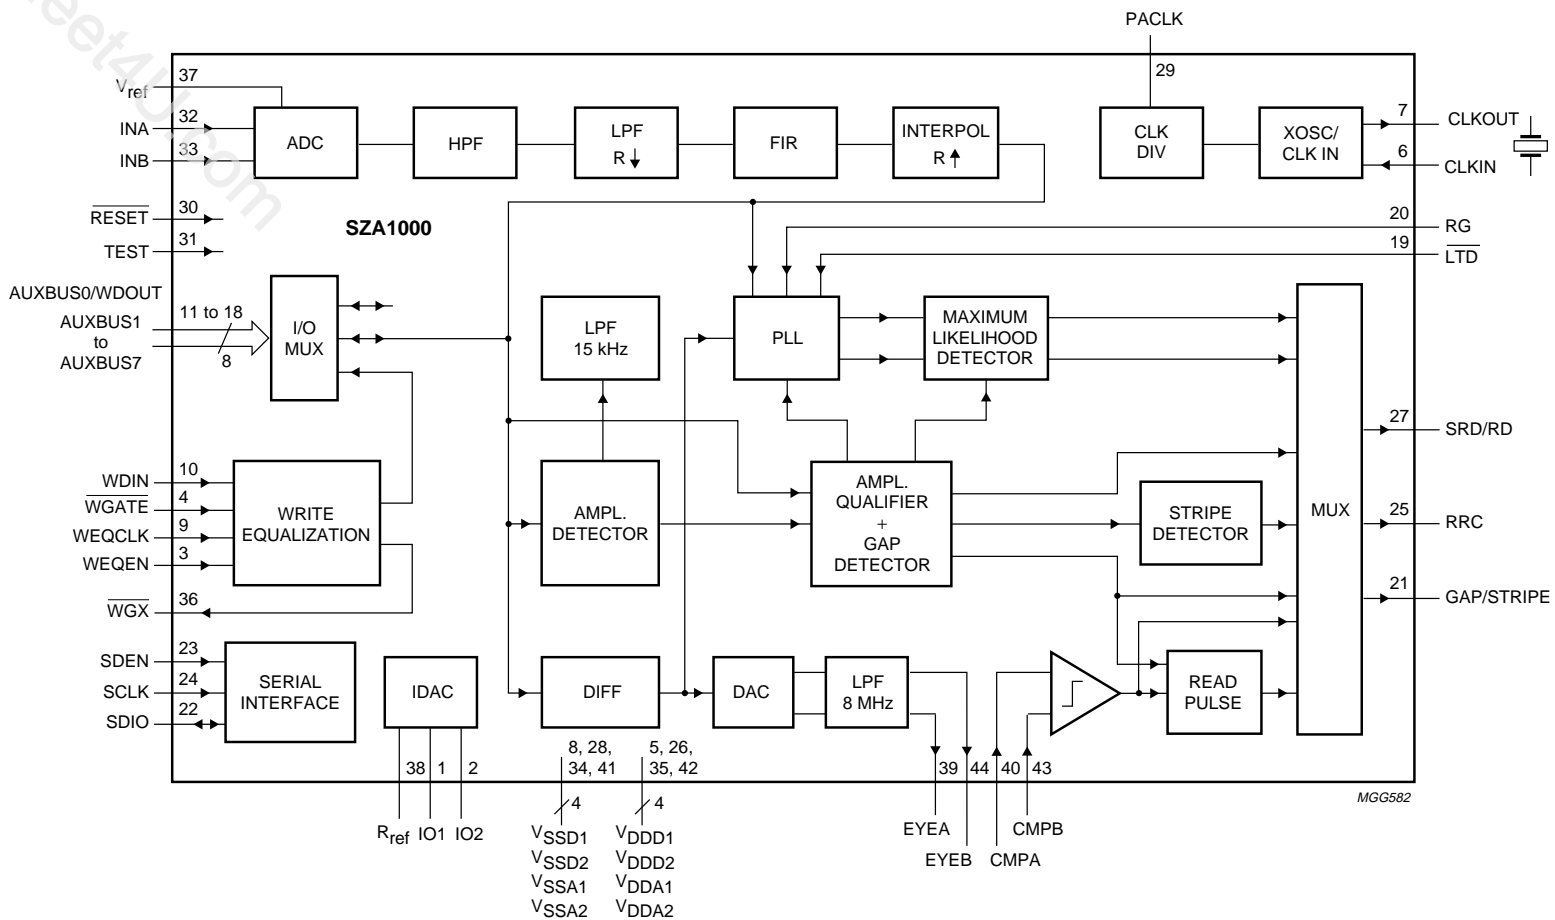 PACLK
29
37
Vref
32
INA
33
INB
ADC
HPF
LPF
R
FIR
INTERPOL
R
CLK
DIV
XOSC/
CLK IN
7
CLKOUT
6
CLKIN
30
RESET
31
TEST
SZA1000
20
RG
19
LTD
AUXBUS0/WDOUT
AUXBUS1
to
AUXBUS7
11 to 18
8
I/O
MUX
LPF
15 kHz
PLL
MAXIMUM
LIKELIHOOD
DETECTOR
27
SRD/RD
10
WDIN
4
WGATE
9
WEQCLK
3
WEQEN
36
WGX
WRITE
EQUALIZATION
AMPL.
DETECTOR
AMPL.
QUALIFIER
+
GAP
DETECTOR
STRIPE
DETECTOR
MUX
25
RRC
21
GAP/STRIPE
23
SDEN
24
SCLK
22
SDIO
SERIAL
INTERFACE
IDAC
DIFF
DAC
LPF
8 MHz
READ
PULSE
38
1
2
8, 28,
34, 41
5, 26,
35, 42
39
44
40
43
MGG582
4
4
Rref
IO1
IO2
VSSD1
VSSD2
VSSA1
VSSA2
VDDD1
VDDD2
VDDA1
VDDA2
EYEA
EYEB
CMPA
CMPB
eet4U.com